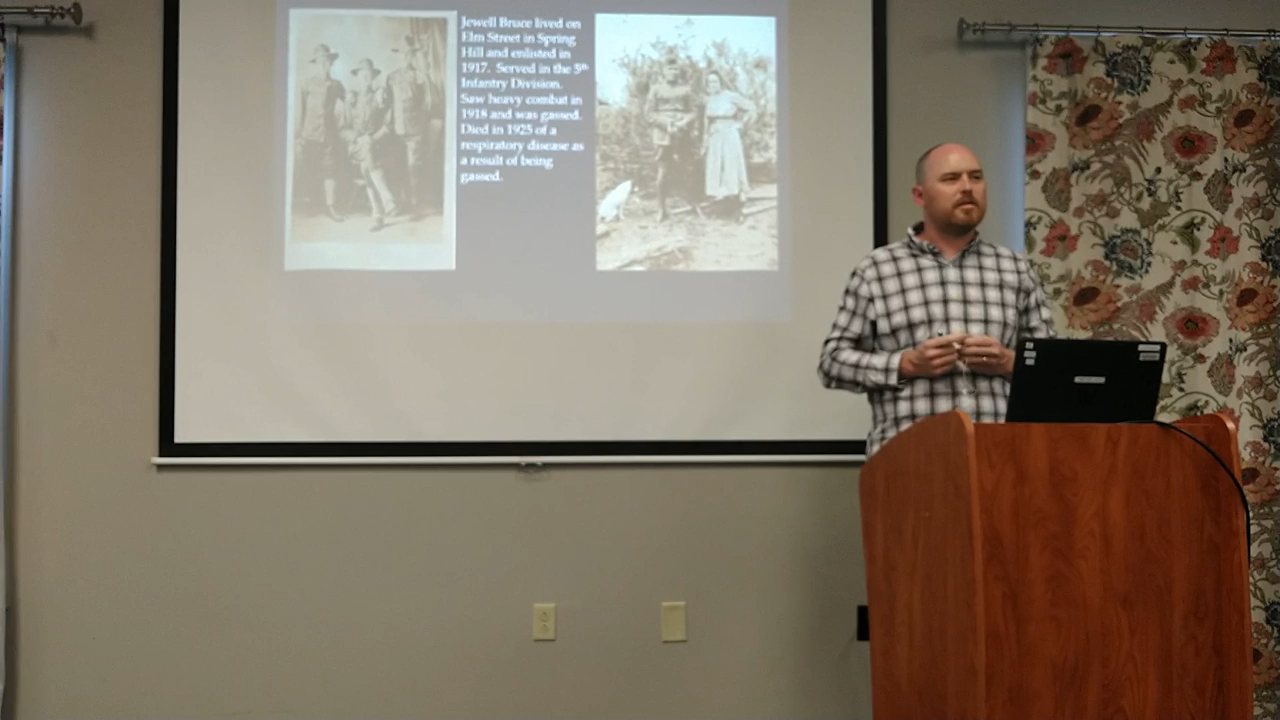 Jewell Bruce lived on
Elm Street in Spring
Hill and enlisted in
1917. Served in the 5th
Infantry Division.
Saw heavy combat in
1918 and was gassed.
Died in 1925 of a
respiratory disease as
a result of being
gassed.